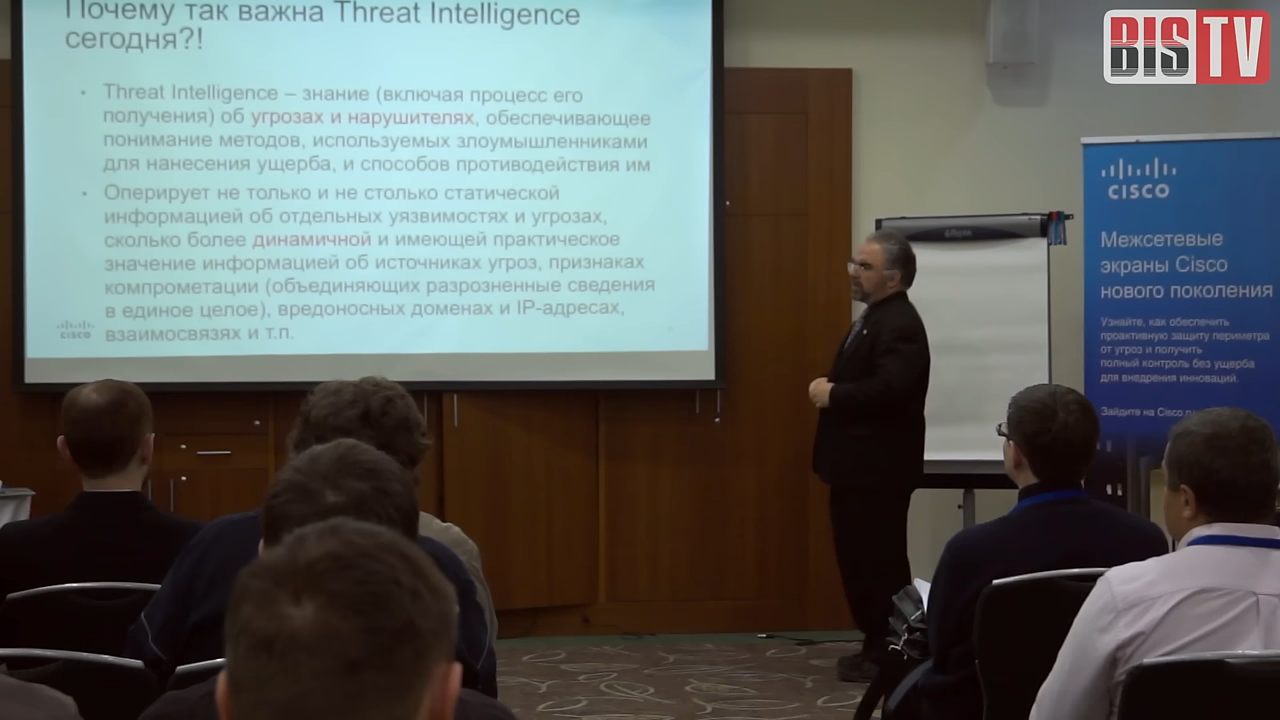 Почему так важна Threat Intelligence
сегодня?!
Threat Intelligence – знание (включая процесс его
получения) об угрозах и нарушителях, обеспечивающее
понимание методов, используемых злоумышленниками
для нанесения ущерба, и способов противодействия им
Оперирует не только и не столько статической
информацией об отдельных уязвимостях и угрозах,
сколько более динамичной и имеющей практическое
значение информацией об источниках угроз, признаках
компрометации (объединяющих разрозненные сведения
в единое целое), вредоносных доменах и IP-адресах,
взаимосвязях и т.п.
CISCO
BISTV
CISCO
Межсетевые
экраны Cisco
нового поколения
Узнайте, как обеспечить
проактивную защиту периметра
от угроз и получить
полный контроль без ущерба
для внедрения инноваций.
Зайдите на Cisco